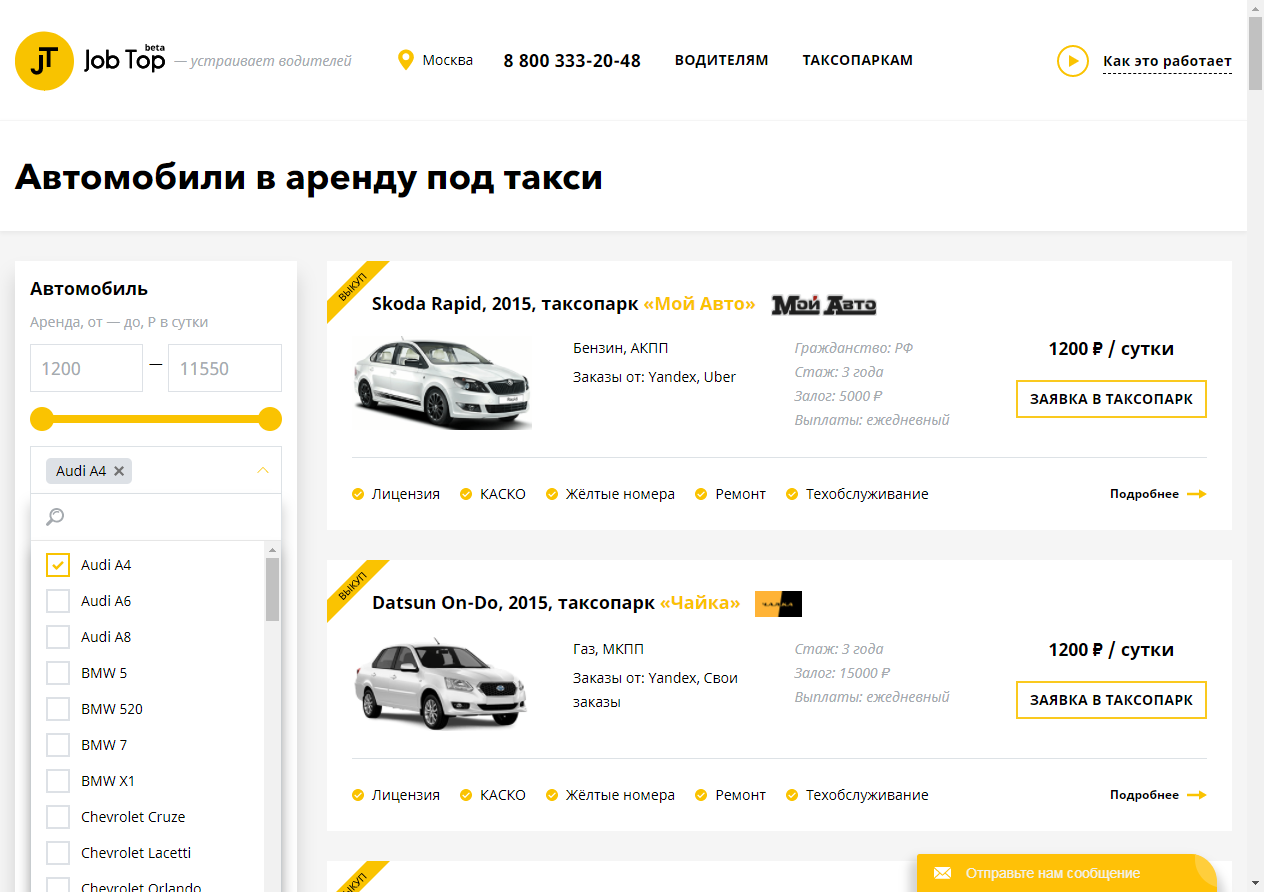 JT
Job Top
beta
— устраивает водителей
Москва
8 800 333-20-48
ВОДИТЕЛЯМ
ТАКСОПАРКАМ
Как это работает
Автомобили в аренду под такси
Автомобиль
Аренда, от — до, Р в сутки
1200 — 11550
Audi A4
Audi A4
Audi A6
Audi A8
BMW 5
BMW 520
BMW 7
BMW X1
Chevrolet Cruze
Chevrolet Lacetti
Chevrolet Orlando
ВЫКУП
Skoda Rapid, 2015, таксопарк «Мой Авто»
Мой Авто
Бензин, АКПП
Заказы от: Yandex, Uber
Гражданство: РФ
Стаж: 3 года
Залог: 5000 ₽
Выплаты: ежедневный
1200 ₽ / сутки
ЗАЯВКА В ТАКСОПАРК
Лицензия
КАСКО
Жёлтые номера
Ремонт
Техобслуживание
Подробнее
ВЫКУП
Datsun On-Do, 2015, таксопарк «Чайка»
ЧАЙКА
Газ, МКПП
Заказы от: Yandex, Свои
заказы
Стаж: 3 года
Залог: 15000 ₽
Выплаты: ежедневный
1200 ₽ / сутки
ЗАЯВКА В ТАКСОПАРК
Лицензия
КАСКО
Жёлтые номера
Ремонт
Техобслуживание
Подробнее
ВЫКУП
Отправьте нам сообщение